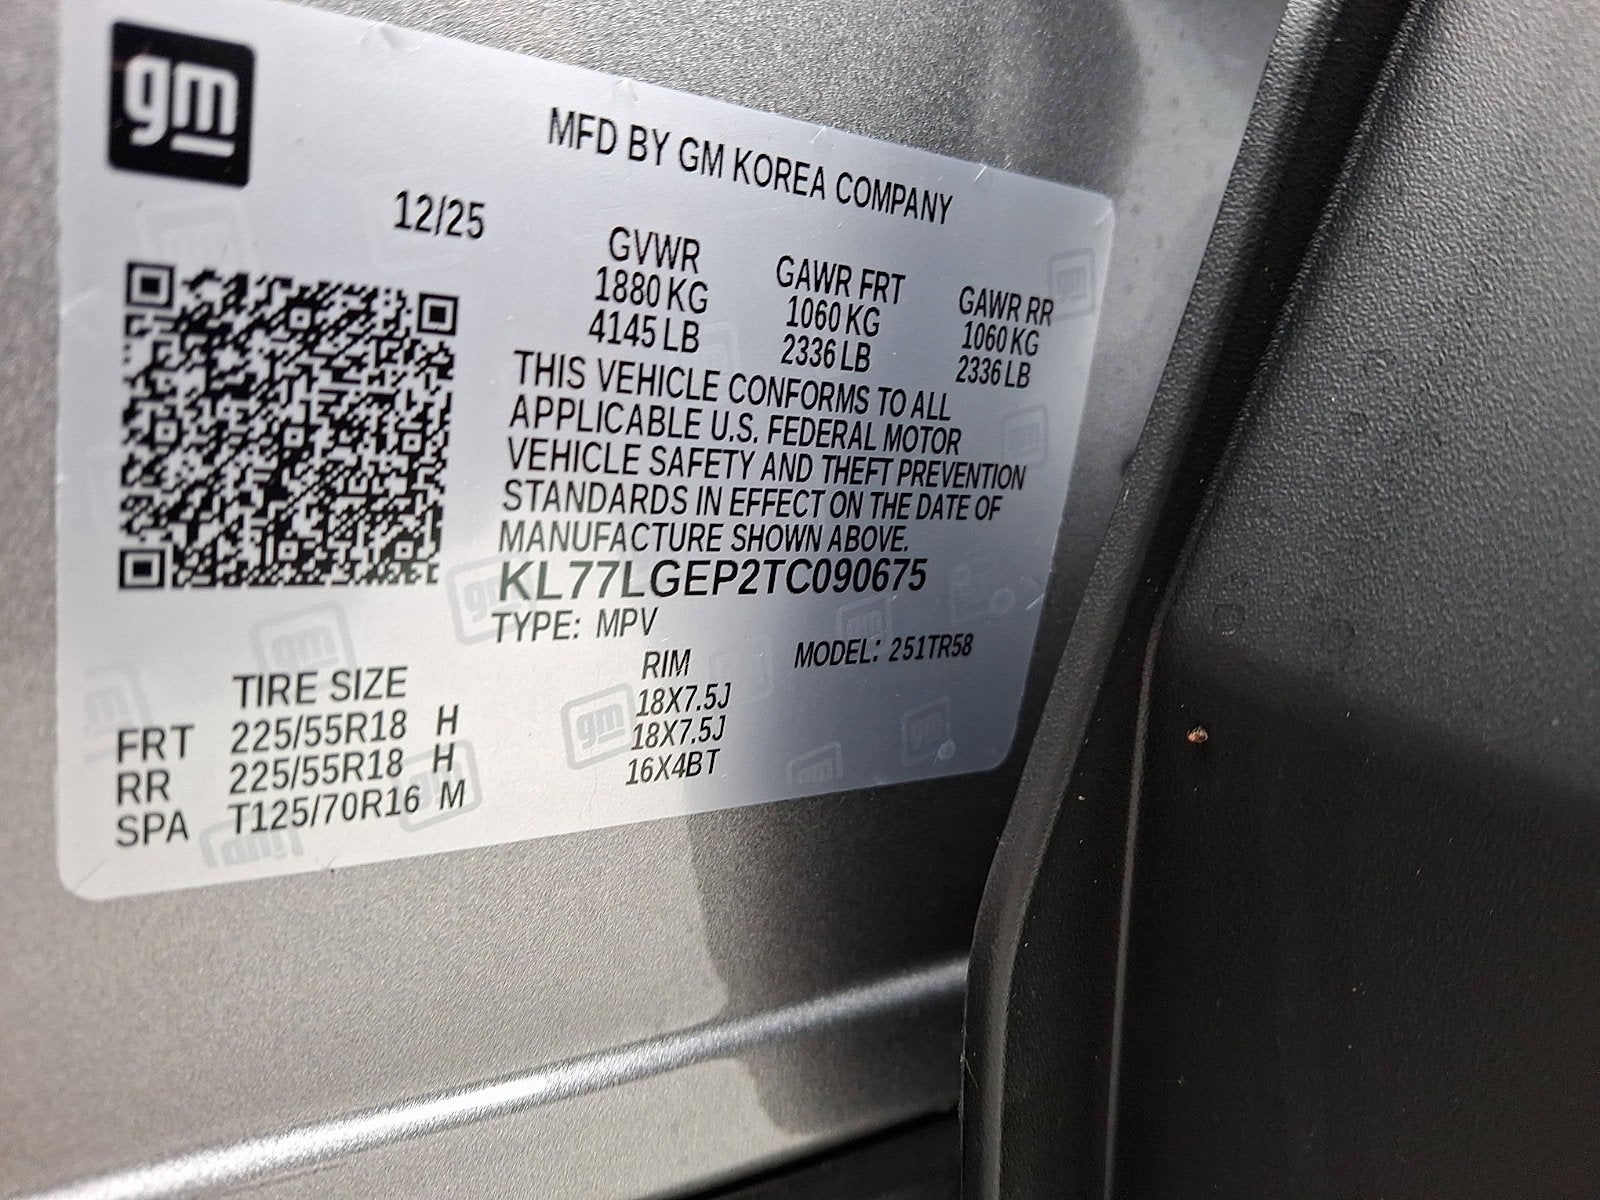 gm
MFD BY GM KOREA COMPANY
12/25
GVWR GAWR FRT GAWR RR
1880 KG 1060 KG 1060 KG
4145 LB 2336 LB 2336 LB
THIS VEHICLE CONFORMS TO ALL
APPLICABLE U.S. FEDERAL MOTOR
VEHICLE SAFETY AND THEFT PREVENTION
STANDARDS IN EFFECT ON THE DATE OF
MANUFACTURE SHOWN ABOVE.
KL77LGEP2TC090675
TYPE: MPV MODEL: 251TR58
TIRE SIZE RIM
FRT 225/55R18 H 18X7.5J
RR 225/55R18 H 18X7.5J
SPA T125/70R16 M 16X4BT